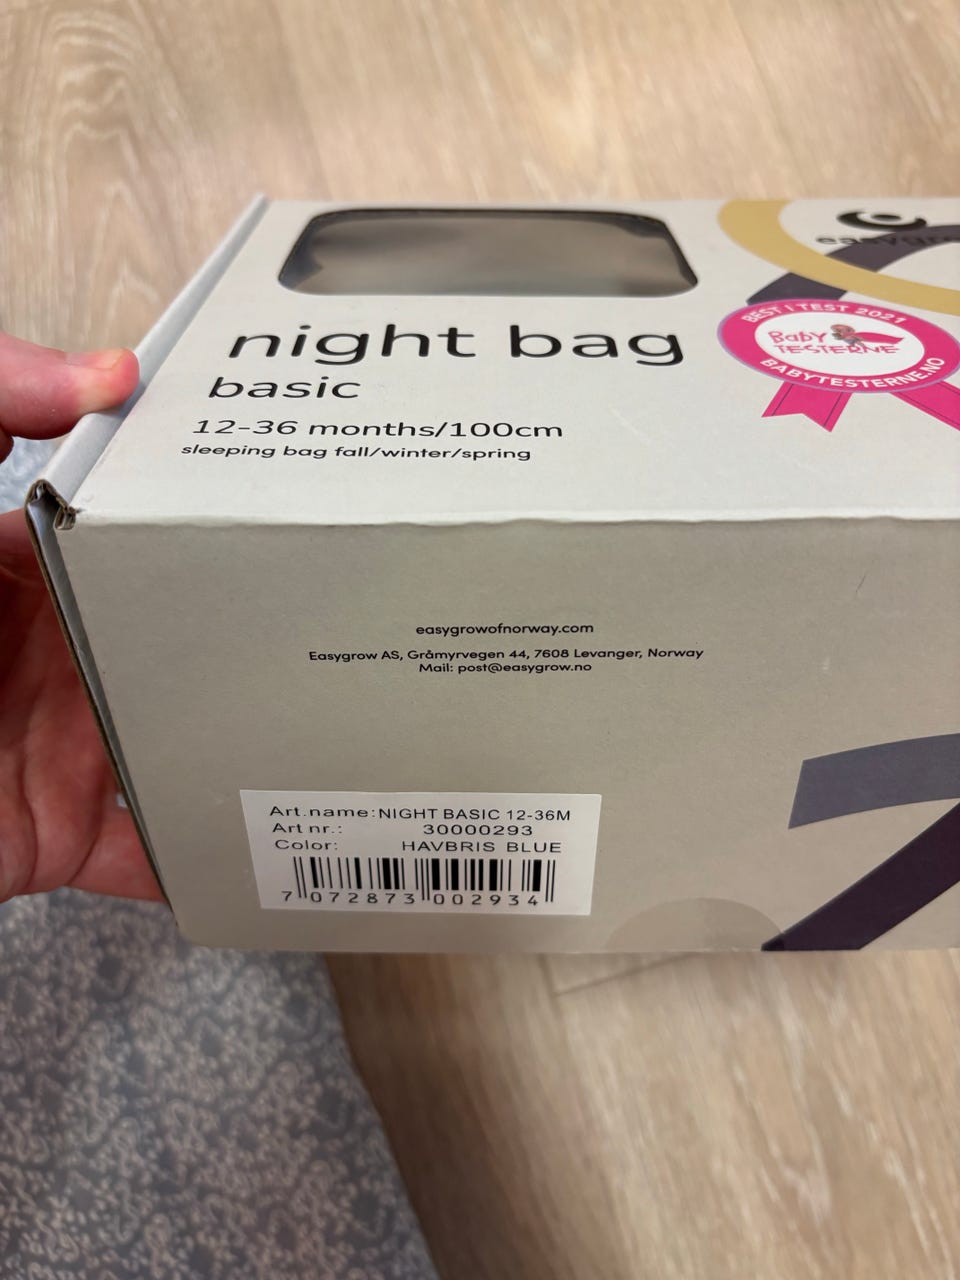 easygro
BEST I TEST 2021
Baby
TESTERNE
BABYTESTERNE.NO
night bag
basic
12-36 months/100cm
sleeping bag fall/winter/spring
easygrowofnorway.com
Easygrow AS, Gråmyrvegen 44, 7608 Levanger, Norway
Mail: post@easygrow.no
Art.name:NIGHT BASIC 12-36M
Art nr.: 30000293
Color: HAVBRIS BLUE
7 072873 002934